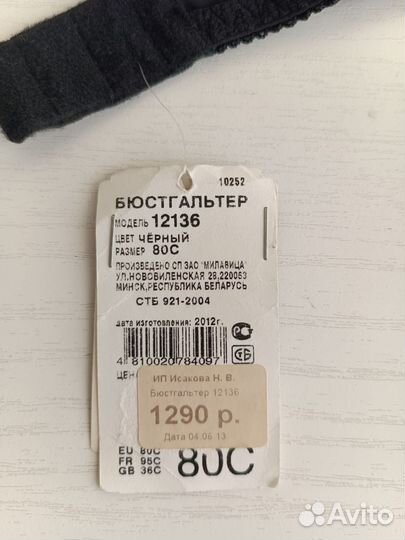 10252
БЮСТГАЛЬТЕР
МОДЕЛЬ 12136
ЦВЕТ ЧЁРНЫЙ
РАЗМЕР 80C
ПРОИЗВЕДЕНО СП ЗАО "МИЛАВИЦА"
УЛ.НОВОВИЛЕНСКАЯ 28,220053
МИНСК,РЕСПУБЛИКА БЕЛАРУСЬ
СТБ 921-2004
дата изготовления: 2012г.
4 810020 784097
ЦЕНА
ИП Исакова Н. В.
Бюстгальтер 12136
1290 р.
Дата 04.06.13
EU 80C
FR 95C
GB 36C
80C
Avito